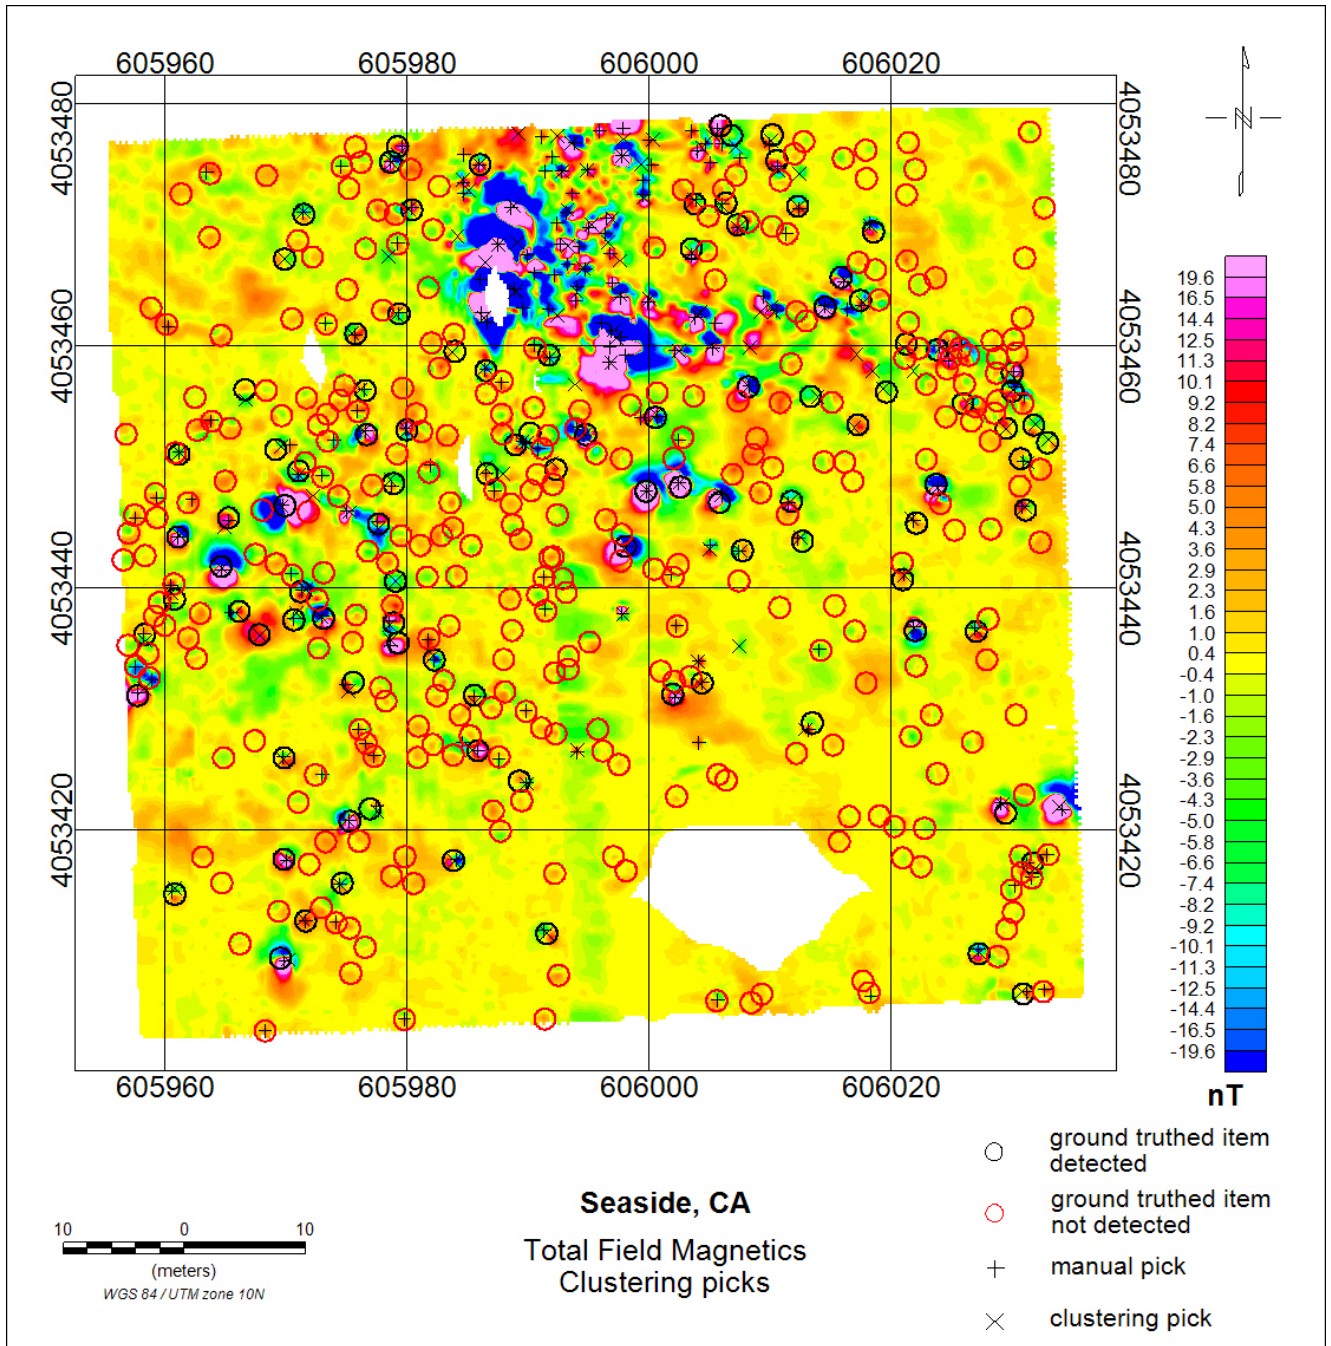 605960 605980 606000 606020
4053480 4053480
N
4053460 4053460
4053440 4053440
4053420 4053420
19.6
16.5
14.4
12.5
11.3
10.1
9.2
8.2
7.4
6.6
5.8
5.0
4.3
3.6
2.9
2.3
1.6
1.0
0.4
-0.4
-1.0
-1.6
-2.3
-2.9
-3.6
-4.3
-5.0
-5.8
-6.6
-7.4
-8.2
-9.2
-10.1
-11.3
-12.5
-14.4
-16.5
-19.6
nT
605960 605980 606000 606020
ground truthed item
detected
ground truthed item
not detected
manual pick
clustering pick
Seaside, CA
Total Field Magnetics
Clustering picks
10 0 10
(meters)
WGS 84 / UTM zone 10N